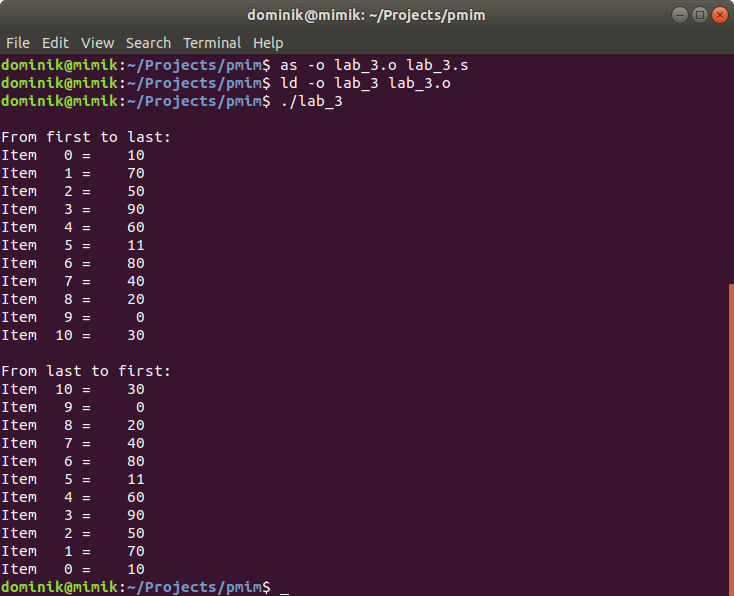 dominik@mimik: ~/Projects/pmim
File Edit View Search Terminal Help
dominik@mimik:~/Projects/pmim$ as -o lab_3.o lab_3.s
dominik@mimik:~/Projects/pmim$ ld -o lab_3 lab_3.o
dominik@mimik:~/Projects/pmim$ ./lab_3
From first to last:
Item   0 =    10
Item   1 =    70
Item   2 =    50
Item   3 =    90
Item   4 =    60
Item   5 =    11
Item   6 =    80
Item   7 =    40
Item   8 =    20
Item   9 =     0
Item  10 =    30
From last to first:
Item  10 =    30
Item   9 =     0
Item   8 =    20
Item   7 =    40
Item   6 =    80
Item   5 =    11
Item   4 =    60
Item   3 =    90
Item   2 =    50
Item   1 =    70
Item   0 =    10
dominik@mimik:~/Projects/pmim$ _